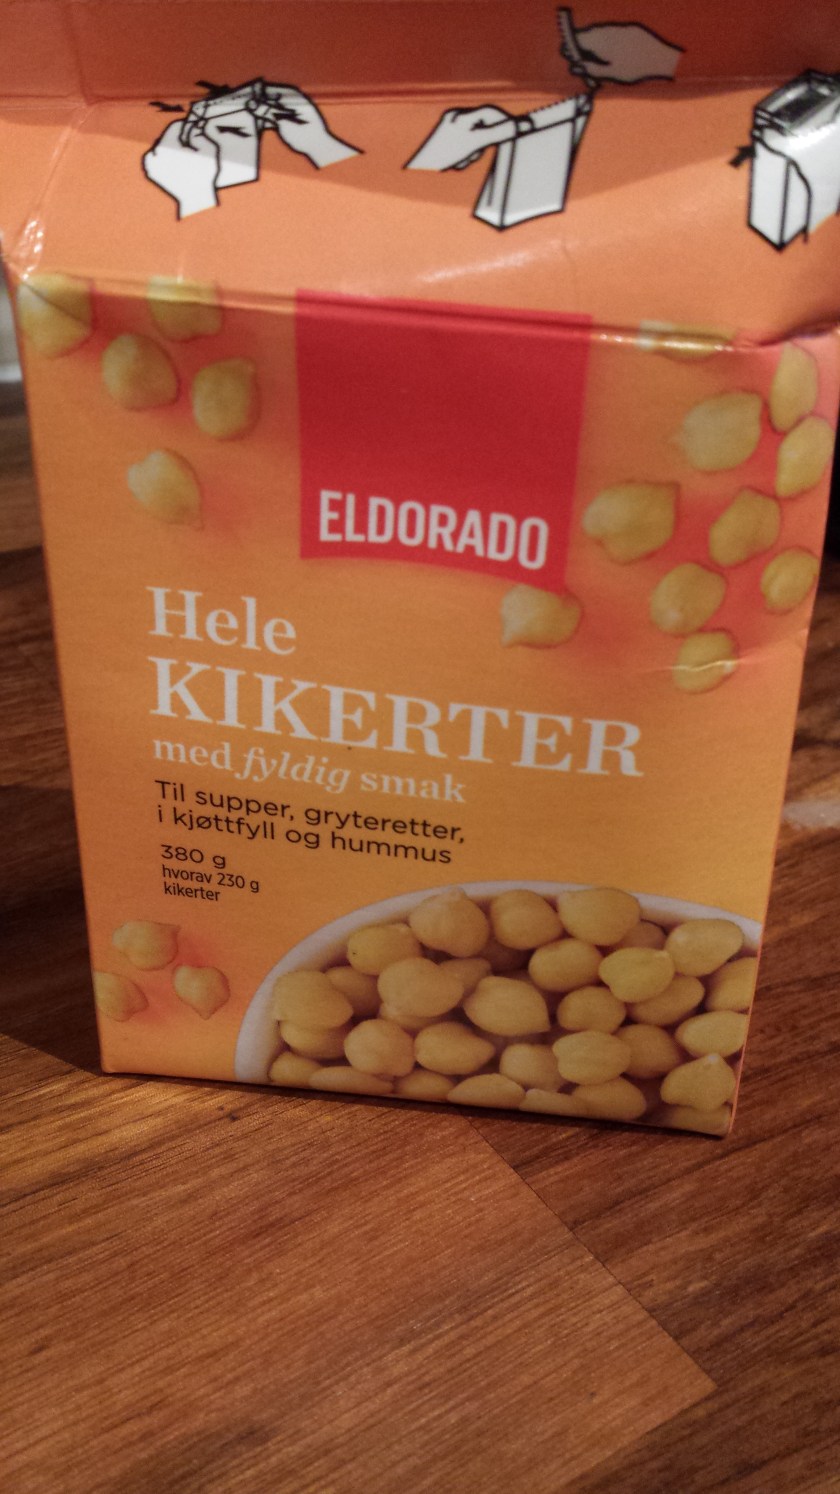 ELDORADO
Hele
KIKERTER
med fyldig smak
Til supper, gryteretter,
i kjøttfyll og hummus
380 g
hvorav 230 g
kikerter